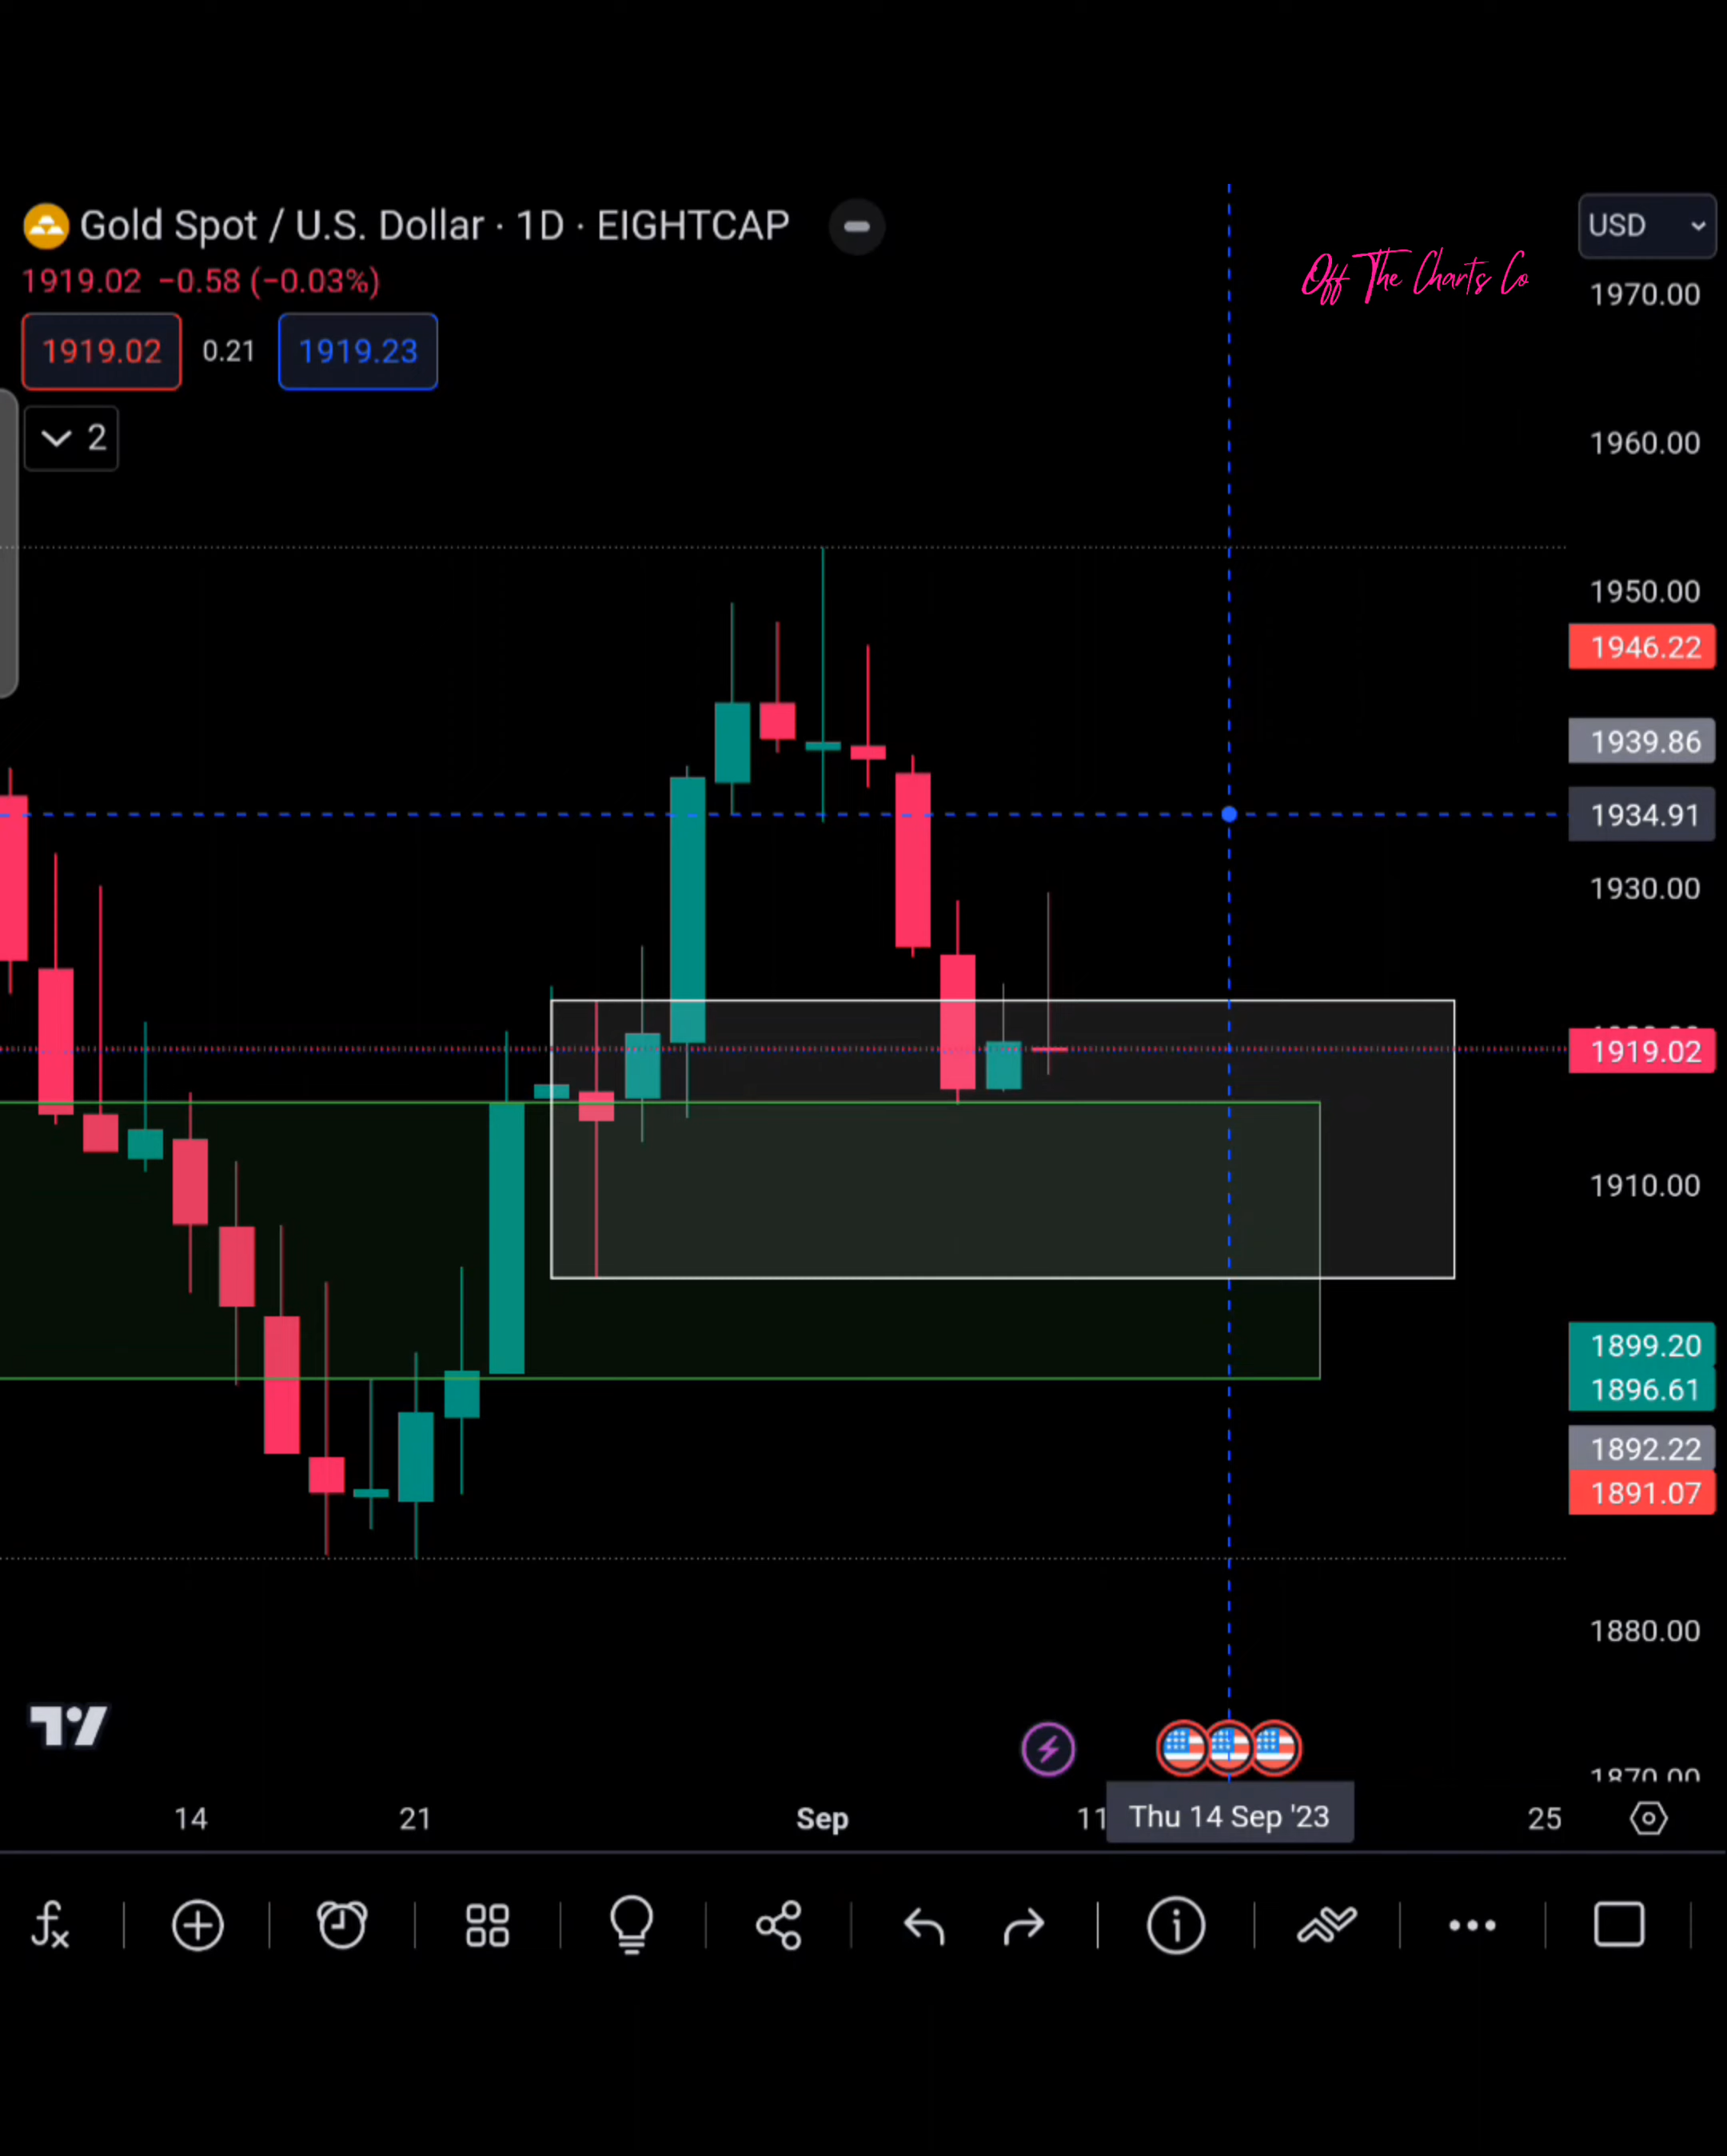 Gold Spot / U.S. Dollar · 1D · EIGHTCAP
USD
Off The Charts Co
1919.02 −0.58 (−0.03%)
1970.00
1919.02 0.21 1919.23
2
1960.00
1950.00
1946.22
1939.86
1934.91
1930.00
1919.02
1910.00
1899.20
1896.61
1892.22
1891.07
1880.00
1870.00
14 21 Sep 11 Thu 14 Sep '23 25